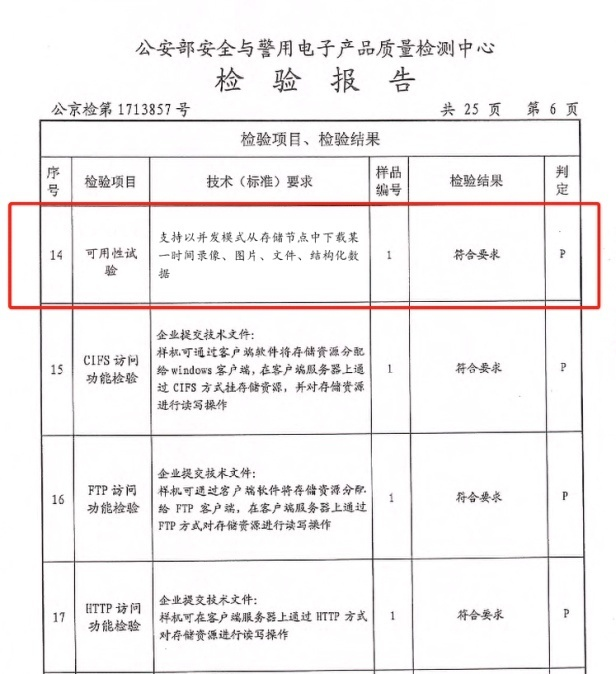 公安部安全与警用电子产品质量检测中心
检 验 报 告
公京检第 1713857 号
共 25 页 第 6 页
检验项目、检验结果
序号 检验项目 技术（标准）要求 样品编号 检验结果 判定
14 可用性试验 支持以并发模式从存储节点中下载某
一时间录像、图片、文件、结构化数
据 1 符合要求 P
15 CIFS 访问功能检验 企业提交技术文件：
样机可通过客户端软件将存储资源分配
给 windows 客户端，在客户端服务器上通
过 CIFS 方式挂存储资源，并对存储资源
进行读写操作 1 符合要求 P
16 FTP 访问功能检验 企业提交技术文件：
样机可通过客户端软件将存储资源分配
给 FTP 客户端，在客户端服务器上通过
FTP 方式对存储资源进行读写操作 1 符合要求 P
17 HTTP 访问功能检验 企业提交技术文件：
样机可在客户端服务器上通过 HTTP 方式
对存储资源进行读写操作 1 符合要求 P